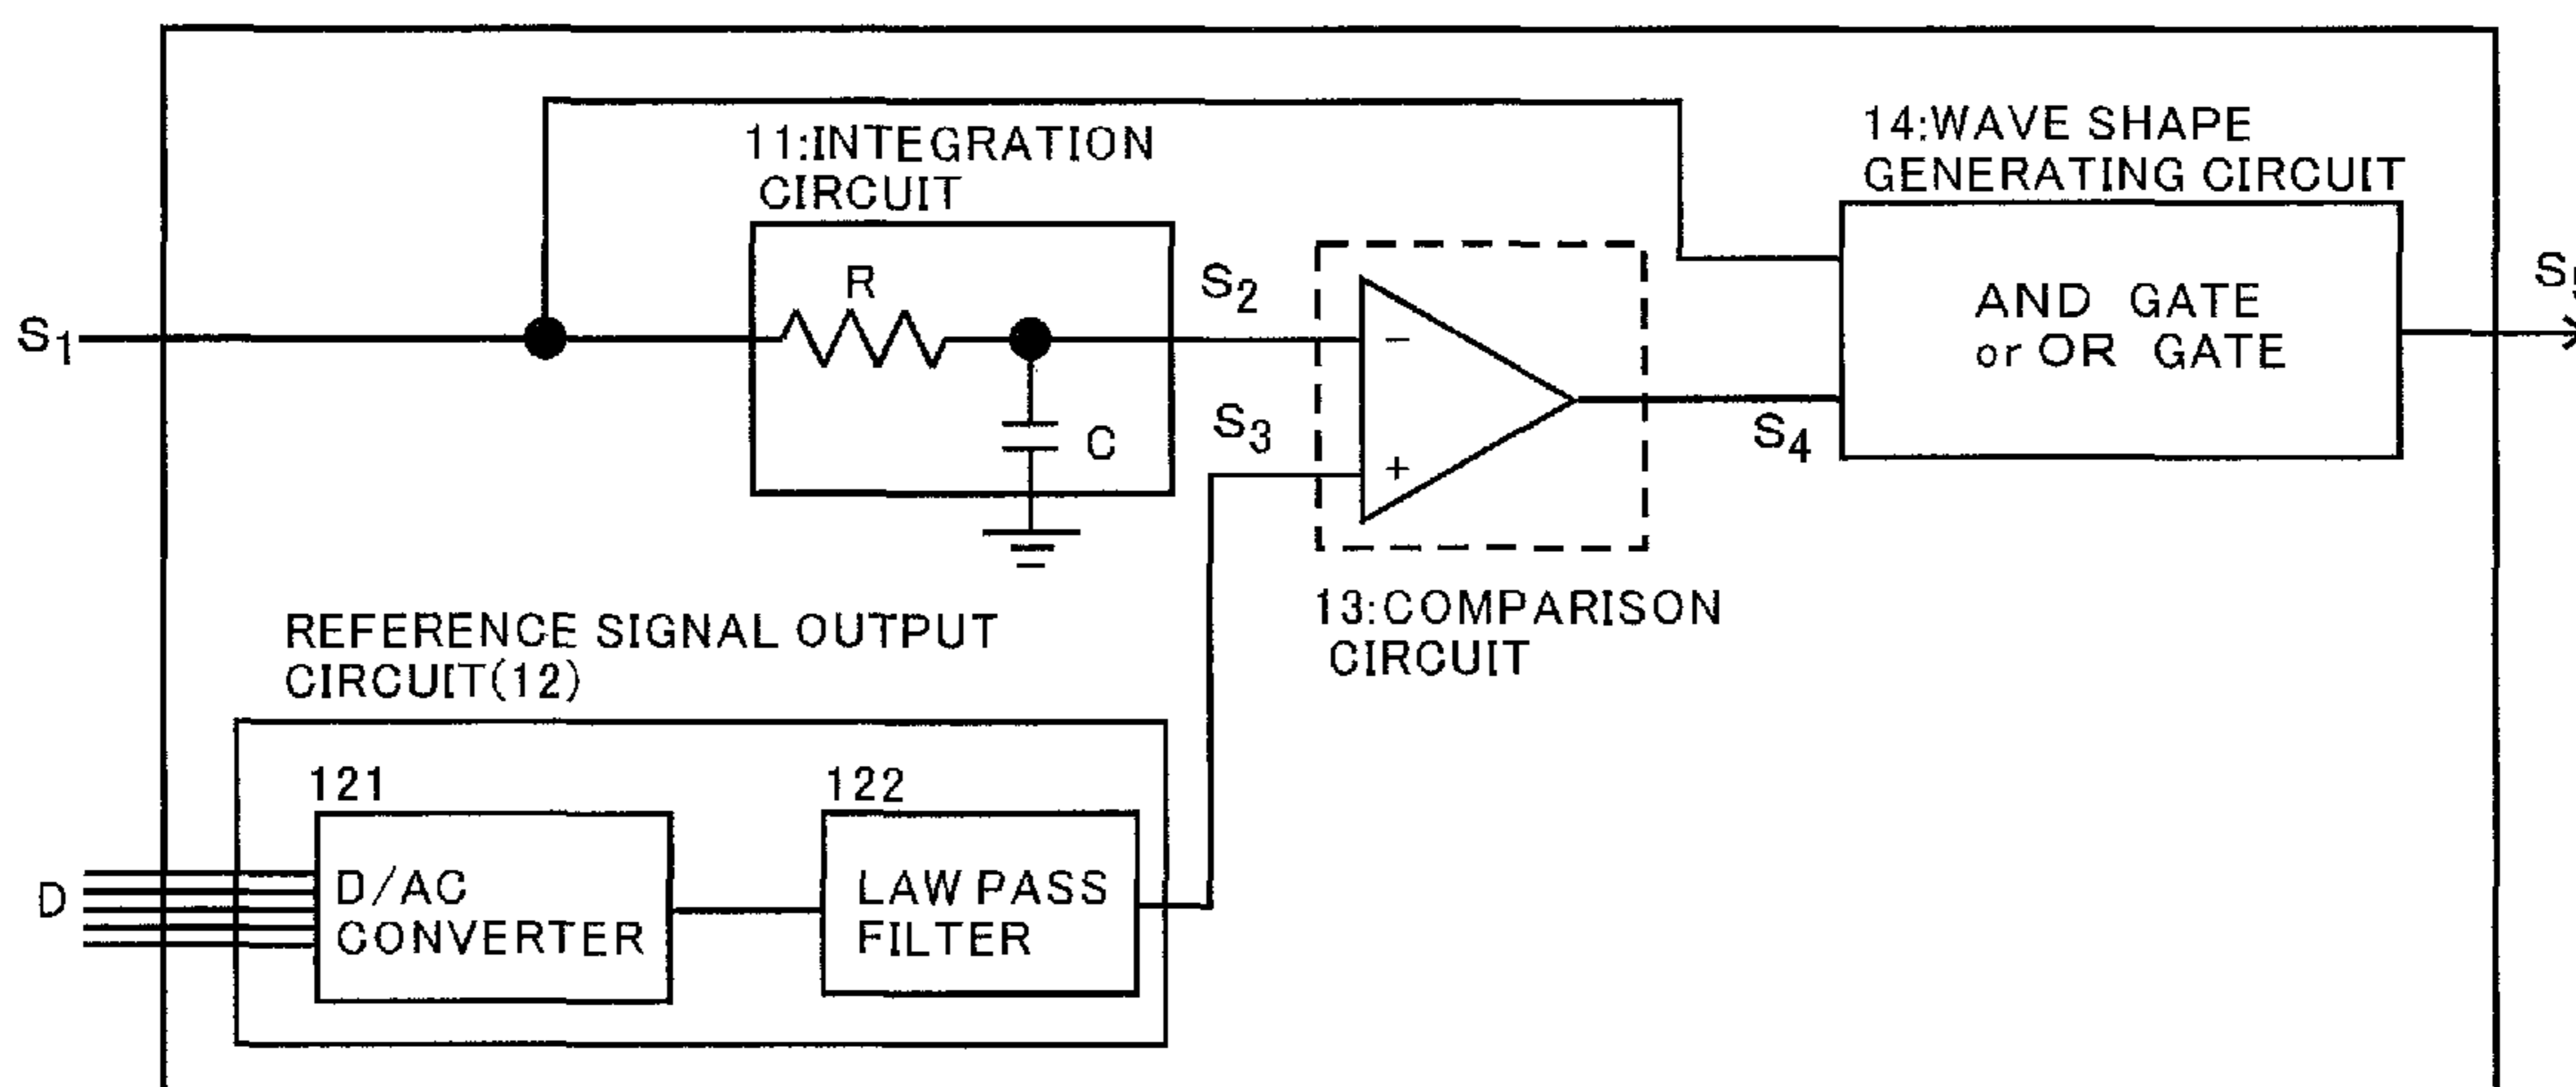 11:INTEGRATION
CIRCUIT
14:WAVE SHAPE
GENERATING CIRCUIT
S1
R
C
S2
S3
-
+
S4
AND GATE
or OR GATE
S
13:COMPARISON
CIRCUIT
REFERENCE SIGNAL OUTPUT
CIRCUIT(12)
121
122
D
D/AC
CONVERTER
LAW PASS
FILTER